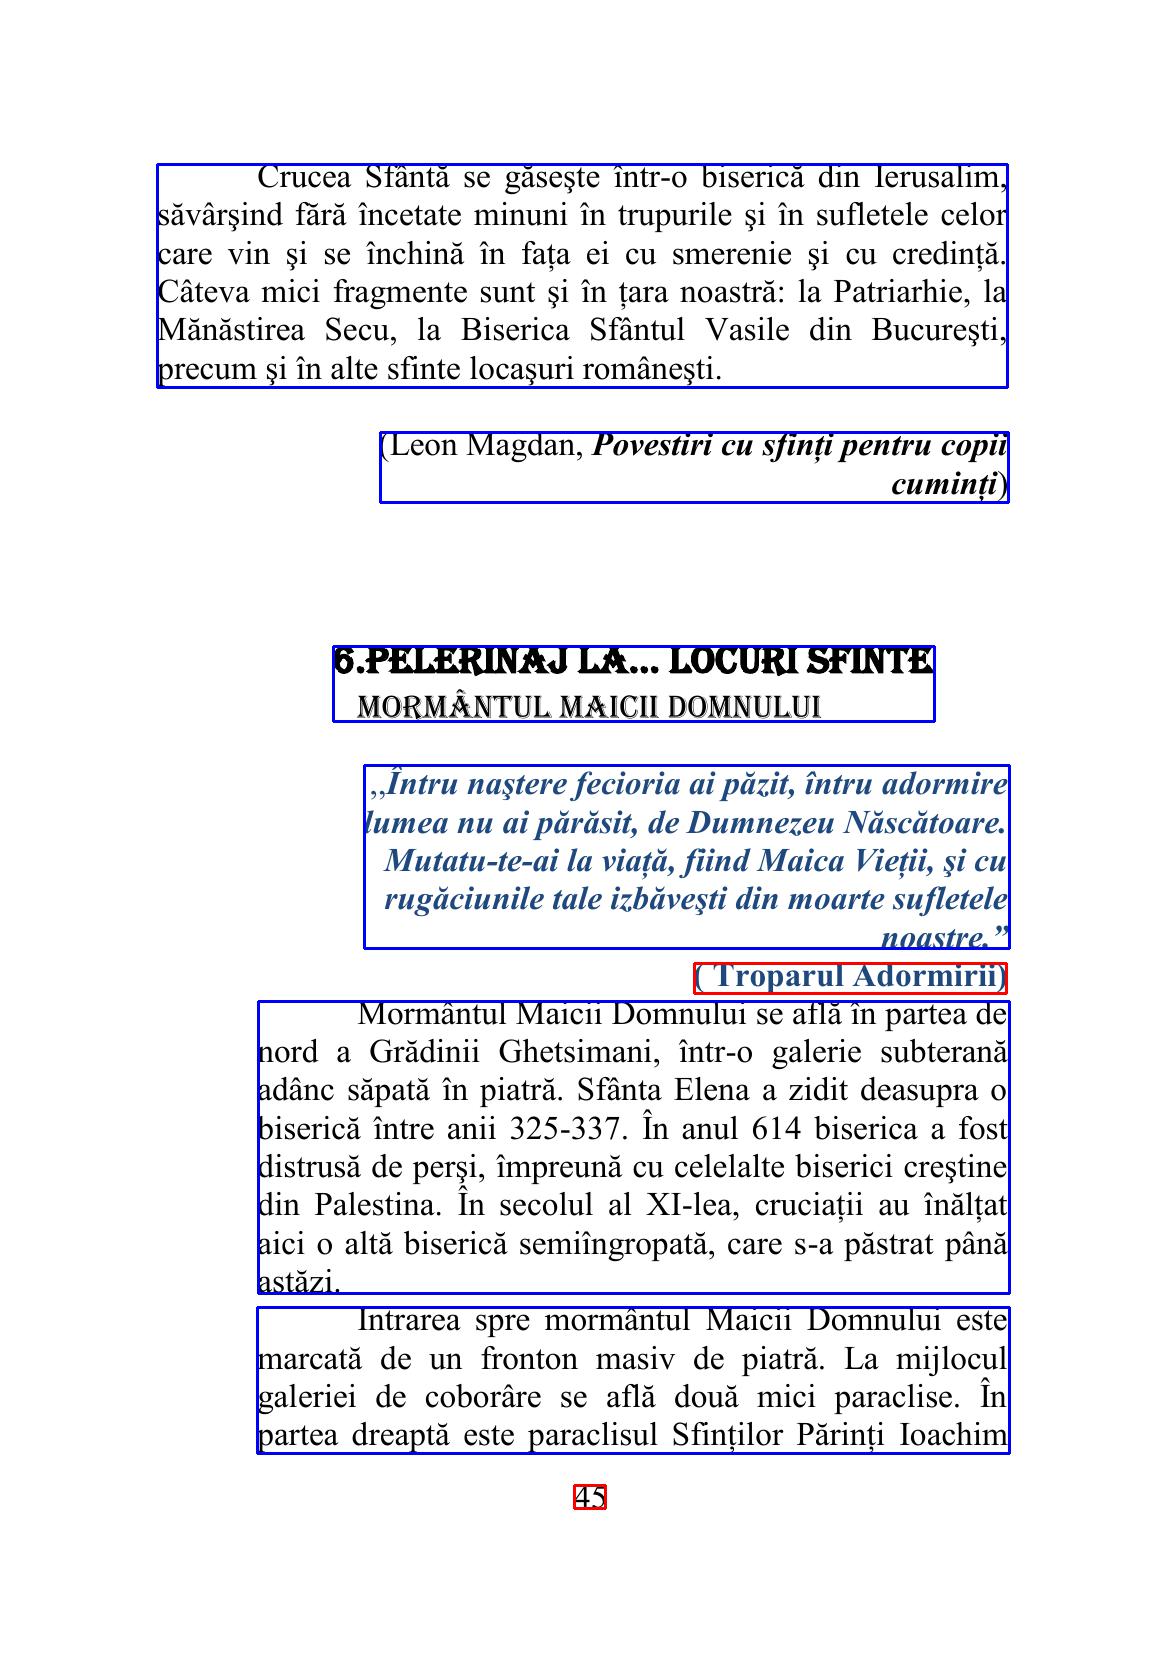 Crucea Sfântă se găseşte într-o biserică din Ierusalim,
săvârşind fără încetate minuni în trupurile şi în sufletele celor
care vin şi se închină în fața ei cu smerenie şi cu credință.
Câteva mici fragmente sunt şi în țara noastră: la Patriarhie, la
Mănăstirea Secu, la Biserica Sfântul Vasile din Bucureşti,
precum şi în alte sfinte locaşuri româneşti.
(Leon Magdan, Povestiri cu sfinți pentru copii
cuminți)
6.PELERINAJ LA... LOCURI SFINTE
MORMÂNTUL MAICII DOMNULUI
,,Întru naştere fecioria ai păzit, întru adormire
lumea nu ai părăsit, de Dumnezeu Născătoare.
Mutatu-te-ai la viață, fiind Maica Vieții, şi cu
rugăciunile tale izbăveşti din moarte sufletele
noastre.”
( Troparul Adormirii)
Mormântul Maicii Domnului se află în partea de
nord a Grădinii Ghetsimani, într-o galerie subterană
adânc săpată în piatră. Sfânta Elena a zidit deasupra o
biserică între anii 325-337. În anul 614 biserica a fost
distrusă de perşi, împreună cu celelalte biserici creştine
din Palestina. În secolul al XI-lea, cruciații au înălțat
aici o altă biserică semiîngropată, care s-a păstrat până
astăzi.
Intrarea spre mormântul Maicii Domnului este
marcată de un fronton masiv de piatră. La mijlocul
galeriei de coborâre se află două mici paraclise. În
partea dreaptă este paraclisul Sfinților Părinți Ioachim
45